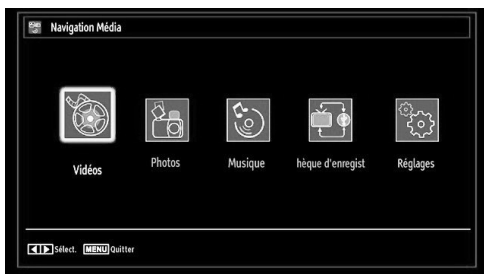 Navigation Média
Vidéos Photos Musique hèque d'enregist Réglages
Sélect. MENU Quitter